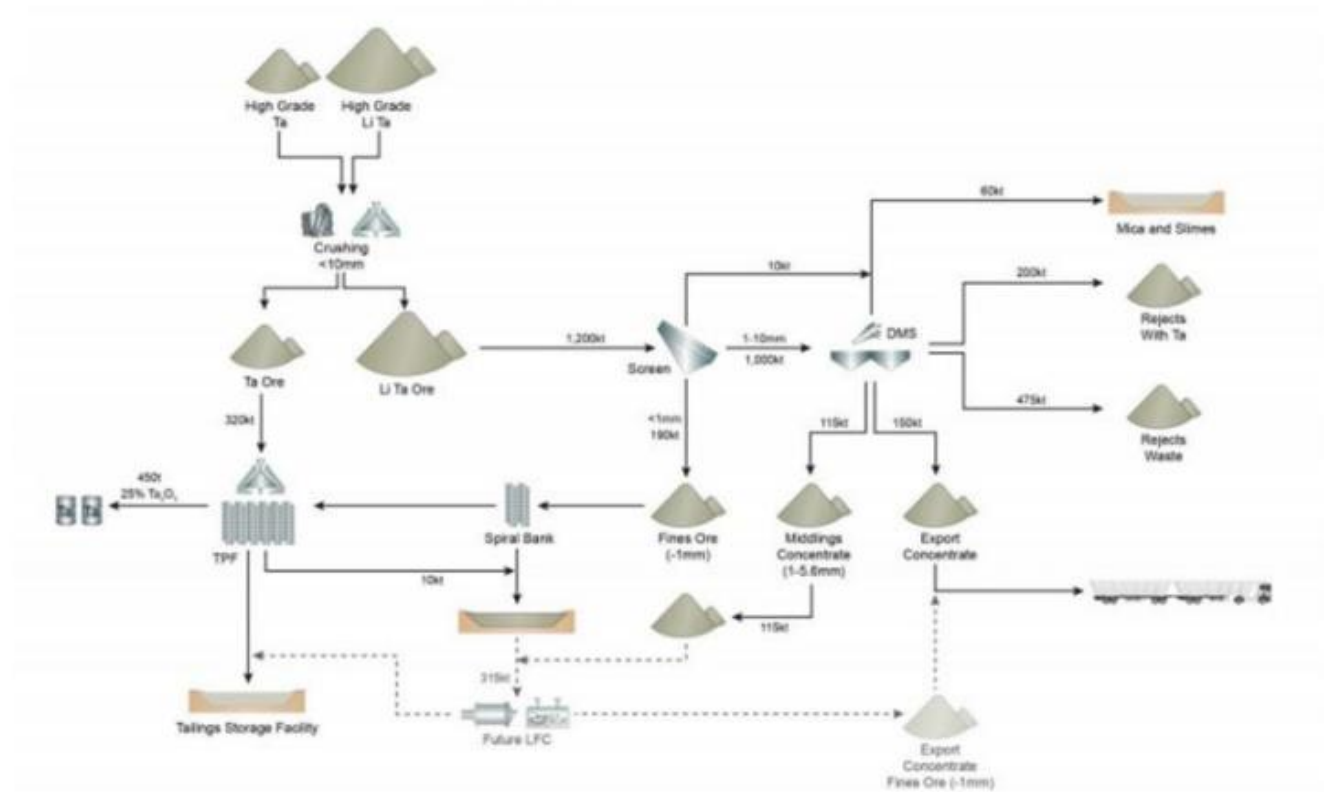 High Grade
Ta
High Grade
Li Ta
Crushing
<10mm
60kt
Mica and Slimes
10kt
200kt
Rejects
With Ta
1,200kt
Screen
1-10mm
1,000kt
DMS
Ta Ore
Li Ta Ore
320kt
<1mm
190kt
115kt
150kt
475kt
Rejects
Waste
450t
25% Ta₂O₅
TPF
Spiral Bank
Fines Ore
(-1mm)
Middlings
Concentrate
(1-5.6mm)
Export
Concentrate
10kt
115kt
315kt
Tailings Storage Facility
Future LFC
Export
Concentrate
Fines Ore (-1mm)